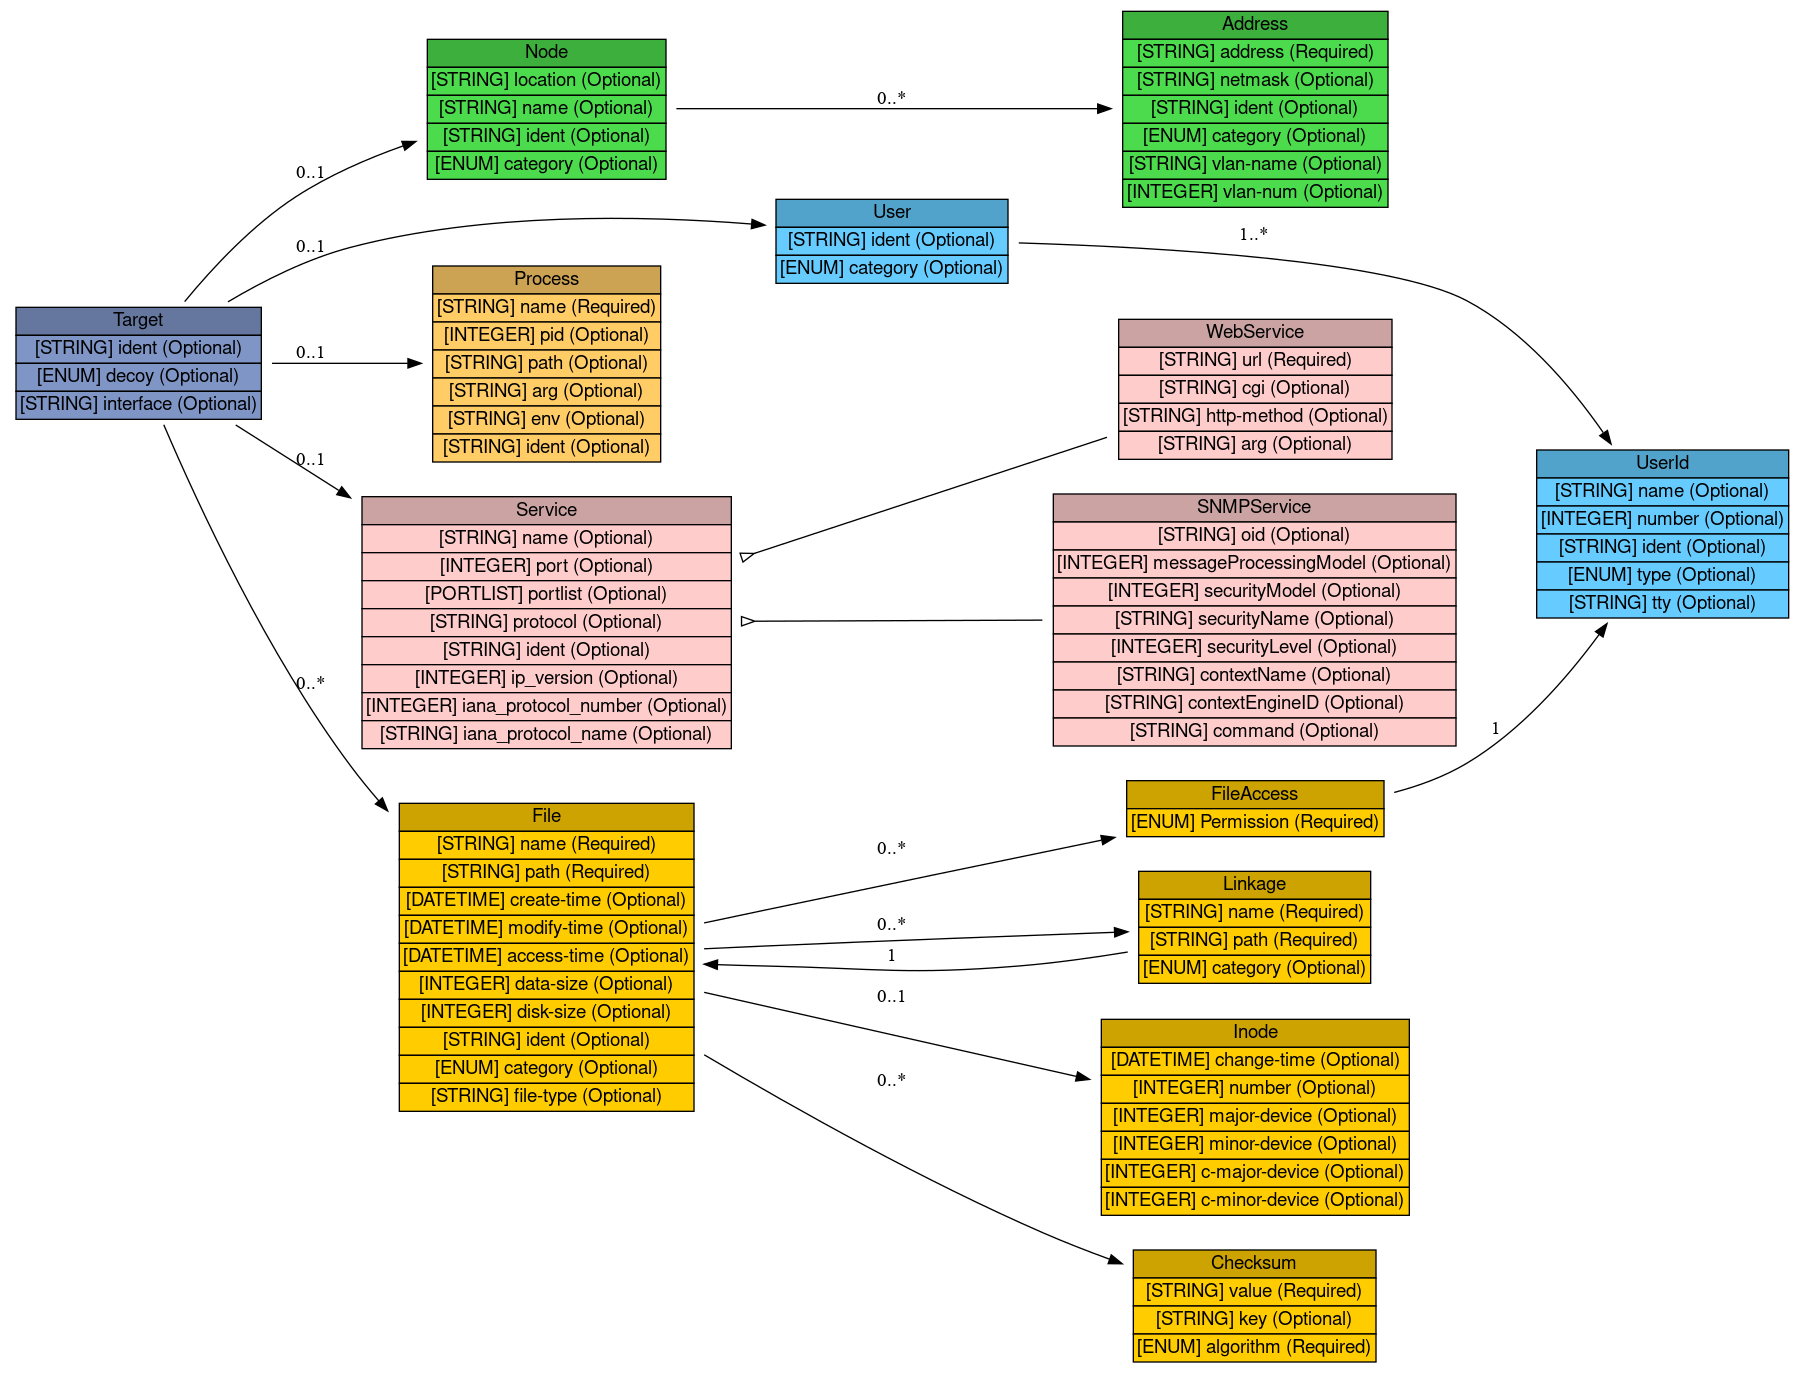 Node
[STRING] location (Optional)
[STRING] name (Optional)
[STRING] ident (Optional)
[ENUM] category (Optional)
Address
[STRING] address (Required)
[STRING] netmask (Optional)
[STRING] ident (Optional)
[ENUM] category (Optional)
[STRING] vlan-name (Optional)
[INTEGER] vlan-num (Optional)
0..*
0..1
0..1
User
[STRING] ident (Optional)
[ENUM] category (Optional)
1..*
Target
[STRING] ident (Optional)
[ENUM] decoy (Optional)
[STRING] interface (Optional)
0..1
0..1
0..*
Process
[STRING] name (Required)
[INTEGER] pid (Optional)
[STRING] path (Optional)
[STRING] arg (Optional)
[STRING] env (Optional)
[STRING] ident (Optional)
WebService
[STRING] url (Required)
[STRING] cgi (Optional)
[STRING] http-method (Optional)
[STRING] arg (Optional)
UserId
[STRING] name (Optional)
[INTEGER] number (Optional)
[STRING] ident (Optional)
[ENUM] type (Optional)
[STRING] tty (Optional)
Service
[STRING] name (Optional)
[INTEGER] port (Optional)
[PORTLIST] portlist (Optional)
[STRING] protocol (Optional)
[STRING] ident (Optional)
[INTEGER] ip_version (Optional)
[INTEGER] iana_protocol_number (Optional)
[STRING] iana_protocol_name (Optional)
SNMPService
[STRING] oid (Optional)
[INTEGER] messageProcessingModel (Optional)
[INTEGER] securityModel (Optional)
[STRING] securityName (Optional)
[INTEGER] securityLevel (Optional)
[STRING] contextName (Optional)
[STRING] contextEngineID (Optional)
[STRING] command (Optional)
1
File
[STRING] name (Required)
[STRING] path (Required)
[DATETIME] create-time (Optional)
[DATETIME] modify-time (Optional)
[DATETIME] access-time (Optional)
[INTEGER] data-size (Optional)
[INTEGER] disk-size (Optional)
[STRING] ident (Optional)
[ENUM] category (Optional)
[STRING] file-type (Optional)
0..*
0..*
1
0..1
0..*
FileAccess
[ENUM] Permission (Required)
Linkage
[STRING] name (Required)
[STRING] path (Required)
[ENUM] category (Optional)
Inode
[DATETIME] change-time (Optional)
[INTEGER] number (Optional)
[INTEGER] major-device (Optional)
[INTEGER] minor-device (Optional)
[INTEGER] c-major-device (Optional)
[INTEGER] c-minor-device (Optional)
Checksum
[STRING] value (Required)
[STRING] key (Optional)
[ENUM] algorithm (Required)